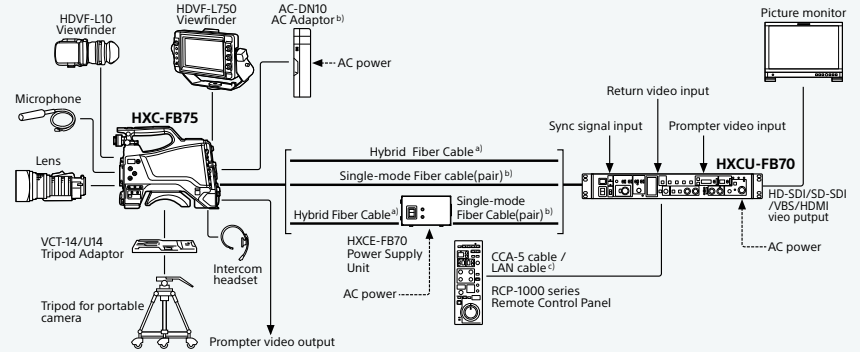 HDVF-L10
Viewfinder
HDVF-L750
Viewfinder
AC-DN10
AC Adaptor b)
AC power
Picture monitor
Microphone
HXC-FB75
Lens
Return video input
Sync signal input
Prompter video input
HXCU-FB70
Hybrid Fiber Cable a)
Single-mode Fiber cable(pair) b)
Hybrid Fiber Cable a)
Single-mode
Fiber Cable(pair) b)
HD-SDI/SD-SDI
/VBS/HDMI
veo putput
AC power
HXCE-FB70
Power Supply
Unit
AC power
CCA-5 cable /
LAN cable c)
RCP-1000 series
Remote Control Panel
VCT-14/U14
Tripod Adaptor
Intercom
headset
Tripod for portable
camera
Prompter video output